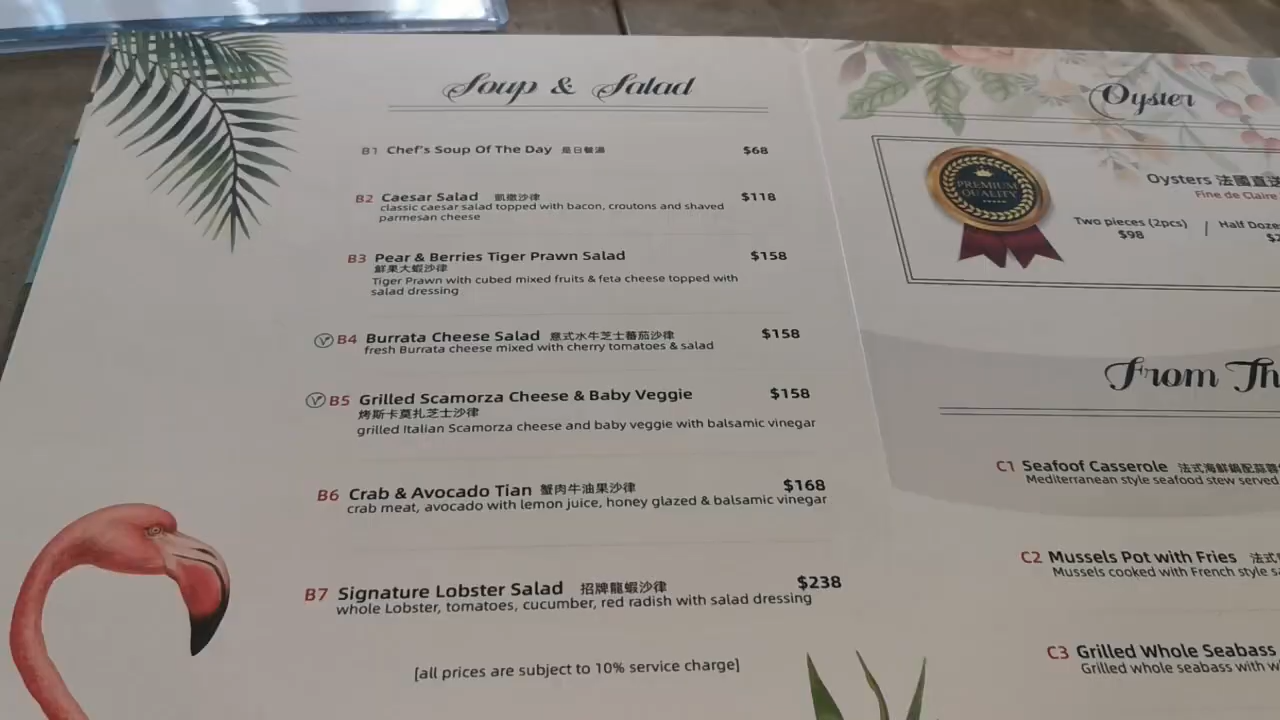 Soup & Salad
B1 Chef's Soup Of The Day 是日餐湯 $68
B2 Caesar Salad 凱撒沙律 $118
classic caesar salad topped with bacon, croutons and shaved
parmesan cheese
B3 Pear & Berries Tiger Prawn Salad $158
鮮果大蝦沙律
Tiger Prawn with cubed mixed fruits & feta cheese topped with
salad dressing
V B4 Burrata Cheese Salad 意式水牛芝士蕃茄沙律 $158
fresh Burrata cheese mixed with cherry tomatoes & salad
V B5 Grilled Scamorza Cheese & Baby Veggie $158
烤斯卡莫扎芝士沙律
grilled Italian Scamorza cheese and baby veggie with balsamic vinegar
B6 Crab & Avocado Tian 蟹肉牛油果沙律 $168
crab meat, avocado with lemon juice, honey glazed & balsamic vinegar
B7 Signature Lobster Salad 招牌龍蝦沙律 $238
whole Lobster, tomatoes, cucumber, red radish with salad dressing
[all prices are subject to 10% service charge]
Oyster
PREMIUM
QUALITY
Oysters 法國直送
Fine de Claire
Two pieces (2pcs) | Half
$98
From
C1 Seafoof Casserole 法式海鮮鍋配蒜蓉
Mediterranean style seafood stew served
C2 Mussels Pot with Fries 法式
Mussels cooked with French style
C3 Grilled Whole Seabass
Grilled whole seabass with